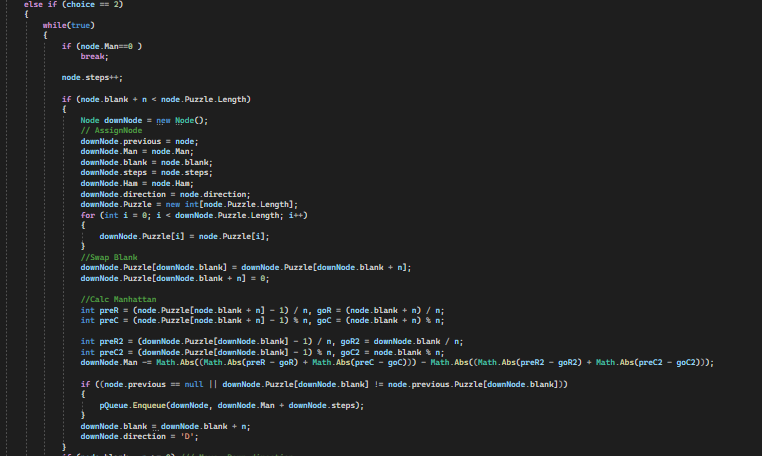 else if (choice == 2)
{
while(true)
{
if (node.Man==0 )
break;
node.steps++;
if (node.blank + n < node.Puzzle.Length)
{
Node downNode = new Node();
// AssignNode
downNode.previous = node;
downNode.Man = node.Man;
downNode.blank = node.blank;
downNode.steps = node.steps;
downNode.Ham = node.Ham;
downNode.direction = node.direction;
downNode.Puzzle = new int[node.Puzzle.Length];
for (int i = 0; i < downNode.Puzzle.Length; i++)
{
downNode.Puzzle[i] = node.Puzzle[i];
}
//Swap Blank
downNode.Puzzle[downNode.blank] = downNode.Puzzle[downNode.blank + n];
downNode.Puzzle[downNode.blank + n] = 0;
//Calc Manhattan
int preR = (node.Puzzle[node.blank + n] - 1) / n, goR = (node.blank + n) / n;
int preC = (node.Puzzle[node.blank + n] - 1) % n, goC = (node.blank + n) % n;
int preR2 = (downNode.Puzzle[downNode.blank] - 1) / n, goR2 = downNode.blank / n;
int preC2 = (downNode.Puzzle[downNode.blank] - 1) % n, goC2 = node.blank % n;
downNode.Man -= Math.Abs((Math.Abs(preR - goR) + Math.Abs(preC - goC))) - Math.Abs((Math.Abs(preR2 - goR2) + Math.Abs(preC2 - goC2)));
if ((node.previous == null || downNode.Puzzle[downNode.blank] != node.previous.Puzzle[downNode.blank]))
{
pQueue.Enqueue(downNode, downNode.Man + downNode.steps);
}
downNode.blank = downNode.blank + n;
downNode.direction = 'D';
}